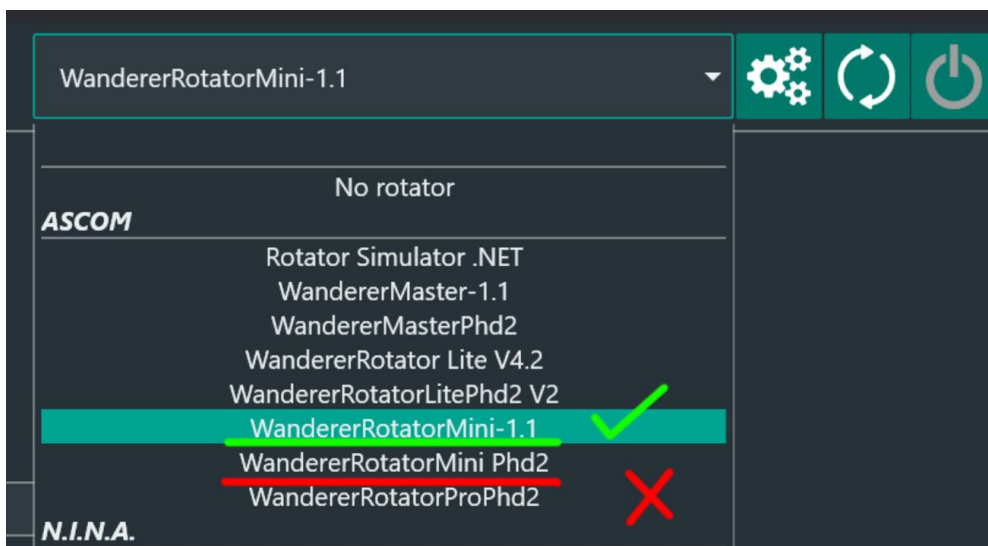 WandererRotatorMini-1.1
No rotator
ASCOM
Rotator Simulator .NET
WandererMaster-1.1
WandererMasterPhd2
WandererRotator Lite V4.2
WandererRotatorLitePhd2 V2
WandererRotatorMini-1.1
WandererRotatorMini Phd2
WandererRotatorProPhd2
N.I.N.A.